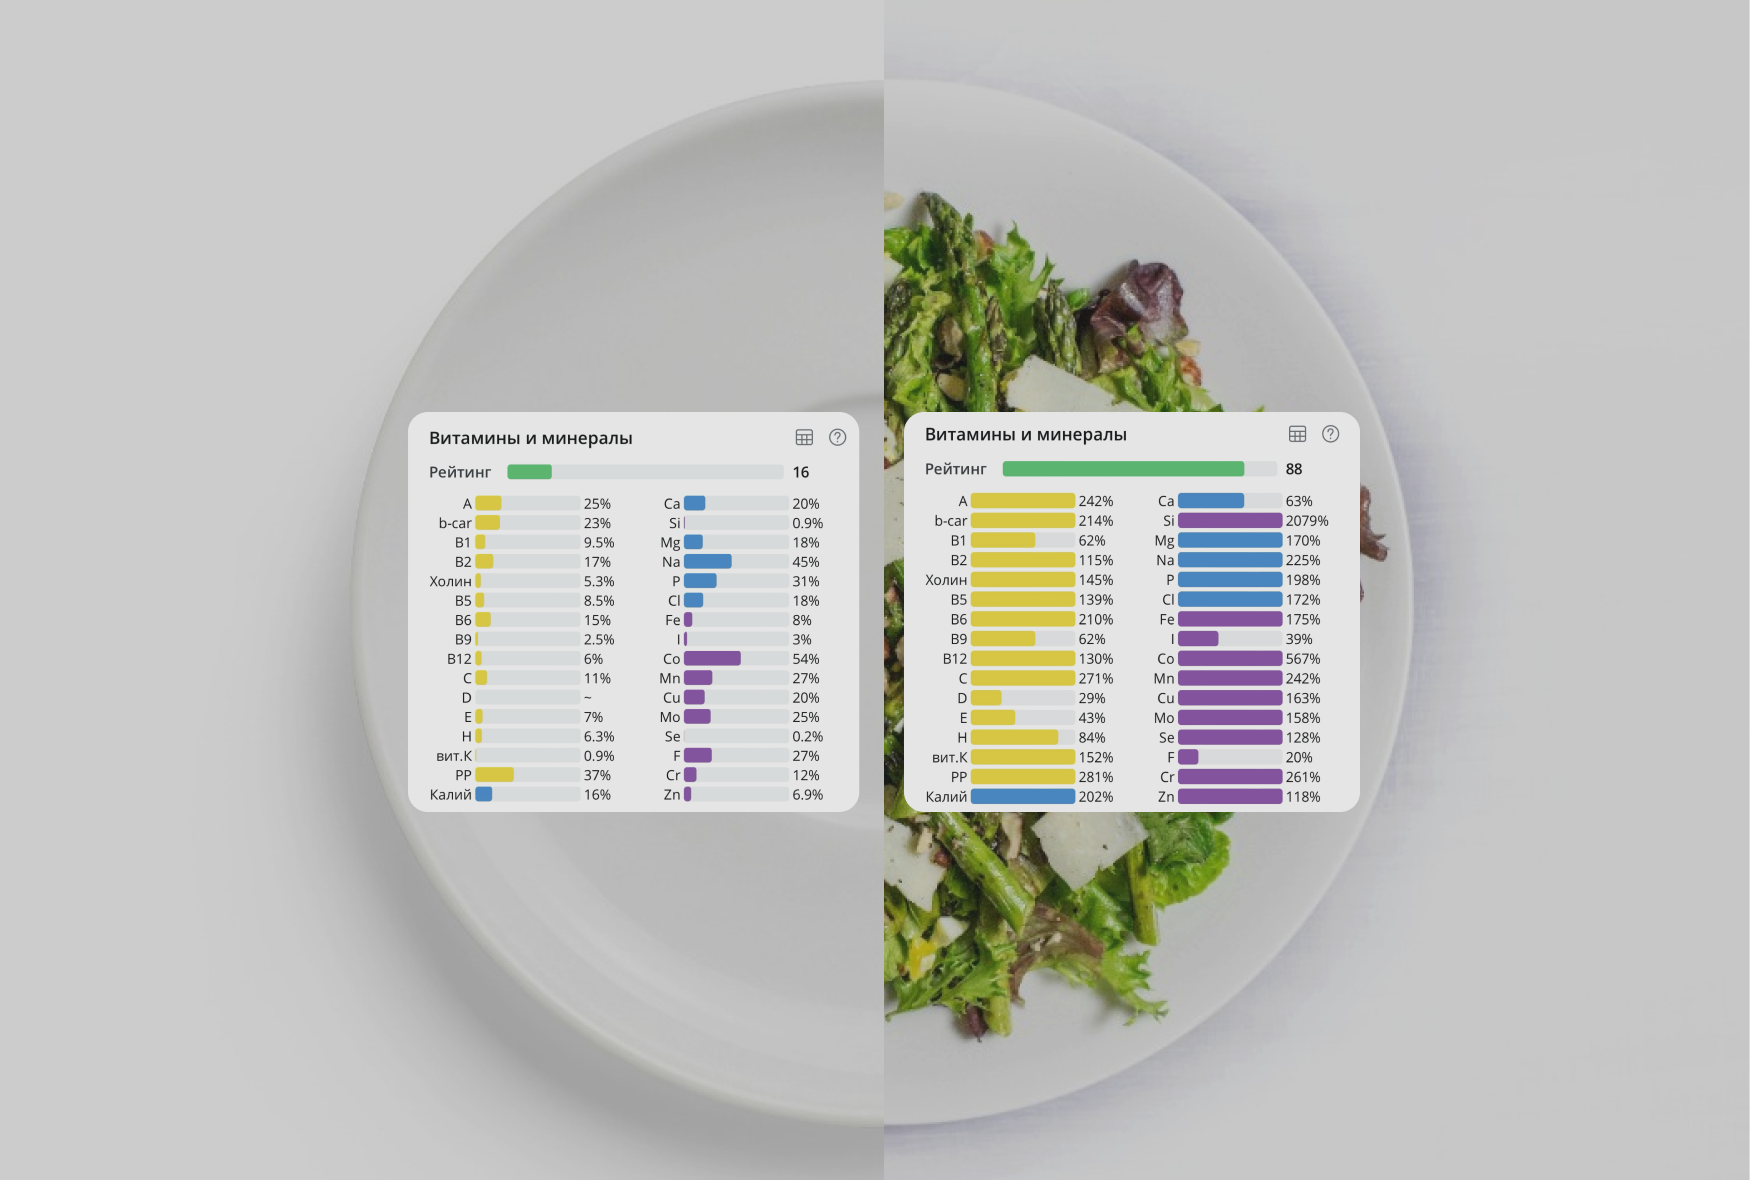 Витамины и минералы
Рейтинг 16
A 25% Ca 20%
b-car 23% Si 0.9%
B1 9.5% Mg 18%
B2 17% Na 45%
Холин 5.3% P 31%
B5 8.5% Cl 18%
B6 15% Fe 8%
B9 2.5% I 3%
B12 6% Co 54%
C 11% Mn 27%
D ~ Cu 20%
E 7% Mo 25%
H 6.3% Se 0.2%
вит.К 0.9% F 27%
PP 37% Cr 12%
Калий 16% Zn 6.9%
Витамины и минералы
Рейтинг 88
A 242% Ca 63%
b-car 214% Si 2079%
B1 62% Mg 170%
B2 115% Na 225%
Холин 145% P 198%
B5 139% Cl 172%
B6 210% Fe 175%
B9 62% I 39%
B12 130% Co 567%
C 271% Mn 242%
D 29% Cu 163%
E 43% Mo 158%
H 84% Se 128%
вит.К 152% F 20%
PP 281% Cr 261%
Калий 202% Zn 118%